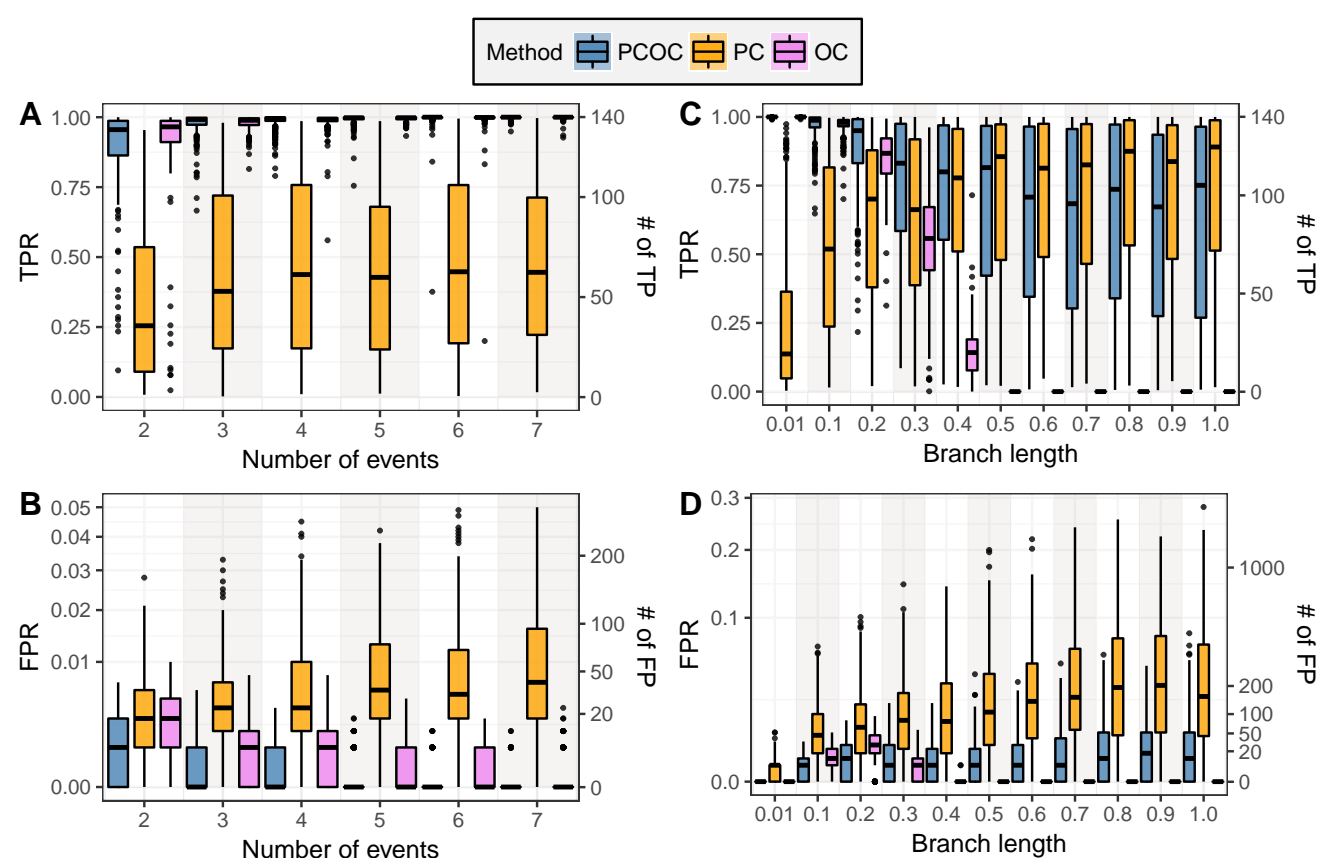 Method PCOC PC OC
A
1.00
0.75
0.50
0.25
0.00
TPR
140
100
50
0
# of TP
2 3 4 5 6 7
Number of events
C
1.00
0.75
0.50
0.25
0.00
TPR
140
100
50
0
# of TP
0.01 0.1 0.2 0.3 0.4 0.5 0.6 0.7 0.8 0.9 1.0
Branch length
B
0.05
0.04
0.03
0.02
0.01
0.00
FPR
200
100
50
20
0
# of FP
2 3 4 5 6 7
Number of events
D
0.3
0.2
0.1
0.0
FPR
1000
200
100
50
20
0
# of FP
0.01 0.1 0.2 0.3 0.4 0.5 0.6 0.7 0.8 0.9 1.0
Branch length